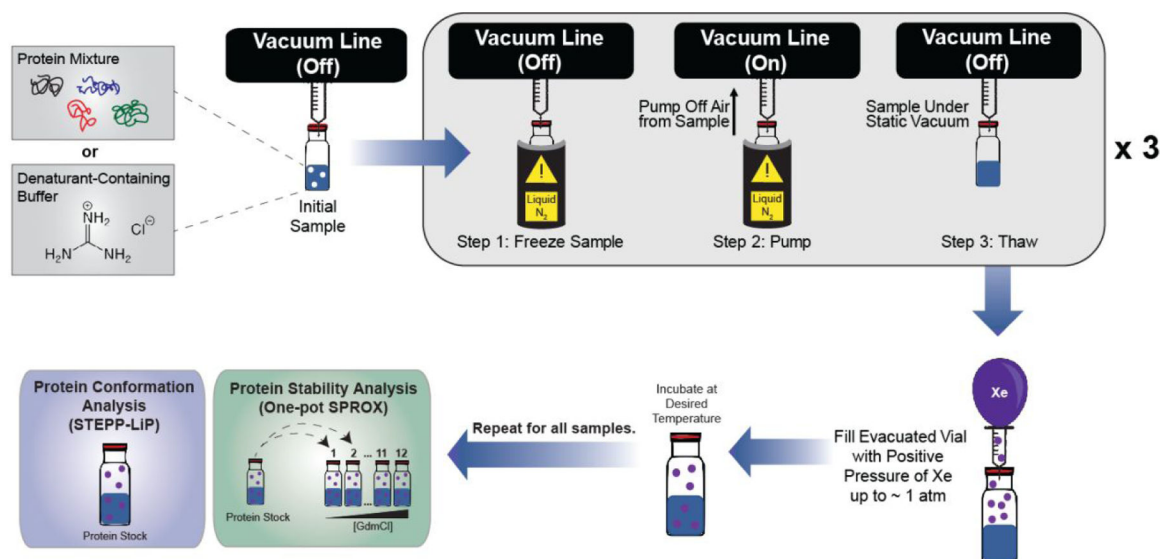 Protein Mixture
or
Denaturant-Containing
Buffer
⊕
NH₂
H₂N
NH₂
Cl⊖
Vacuum Line
(Off)
Initial
Sample
Vacuum Line
(Off)
!
Liquid
N₂
Step 1: Freeze Sample
Vacuum Line
(On)
Pump Off Air
from Sample
!
Liquid
N₂
Step 2: Pump
Vacuum Line
(Off)
Sample Under
Static Vacuum
Step 3: Thaw
x 3
Xe
Fill Evacuated Vial
with Positive
Pressure of Xe
up to ~ 1 atm
Incubate at
Desired
Temperature
Repeat for all samples.
Protein Stability Analysis
(One-pot SPROX)
1 2 ... 11 12
...
Protein Stock
[GdmCl]
Protein Conformation
Analysis
(STEPP-LiP)
Protein Stock